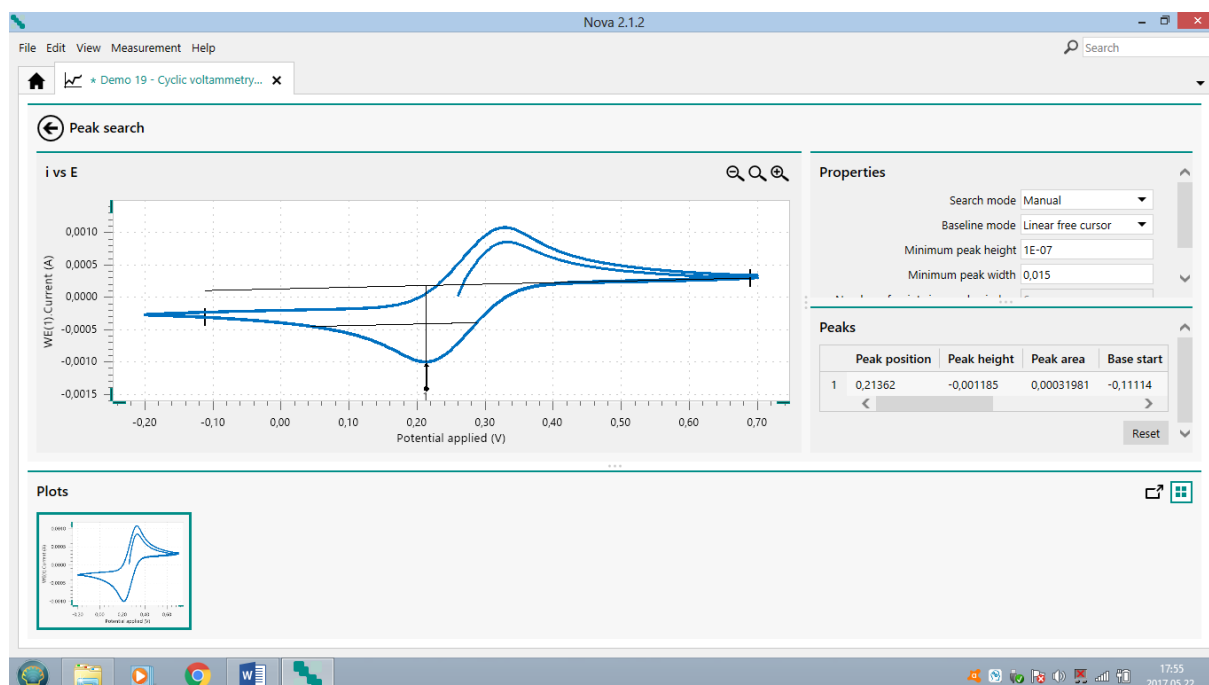 Nova 2.1.2
File Edit View Measurement Help
Search
* Demo 19 - Cyclic voltammetry...
Peak search
i vs E
0,0010
0,0005
0,0000
-0,0005
-0,0010
-0,0015
WE(1).Current (A)
-0,20 -0,10 0,00 0,10 0,20 0,30 0,40 0,50 0,60 0,70
Potential applied (V)
Properties
Search mode Manual
Baseline mode Linear free cursor
Minimum peak height 1E-07
Minimum peak width 0,015
Peaks
Peak position Peak height Peak area Base start
1 0,21362 -0,001185 0,00031981 -0,11114
Reset
Plots
17:55
2017.05.22